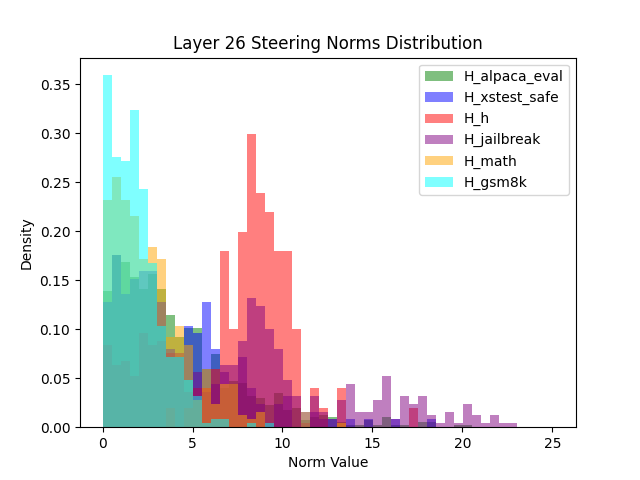 Layer 26 Steering Norms Distribution
H_alpaca_eval
H_xstest_safe
H_h
H_jailbreak
H_math
H_gsm8k
0.35
0.30
0.25
0.20
0.15
0.10
0.05
0.00
Density
0 5 10 15 20 25
Norm Value